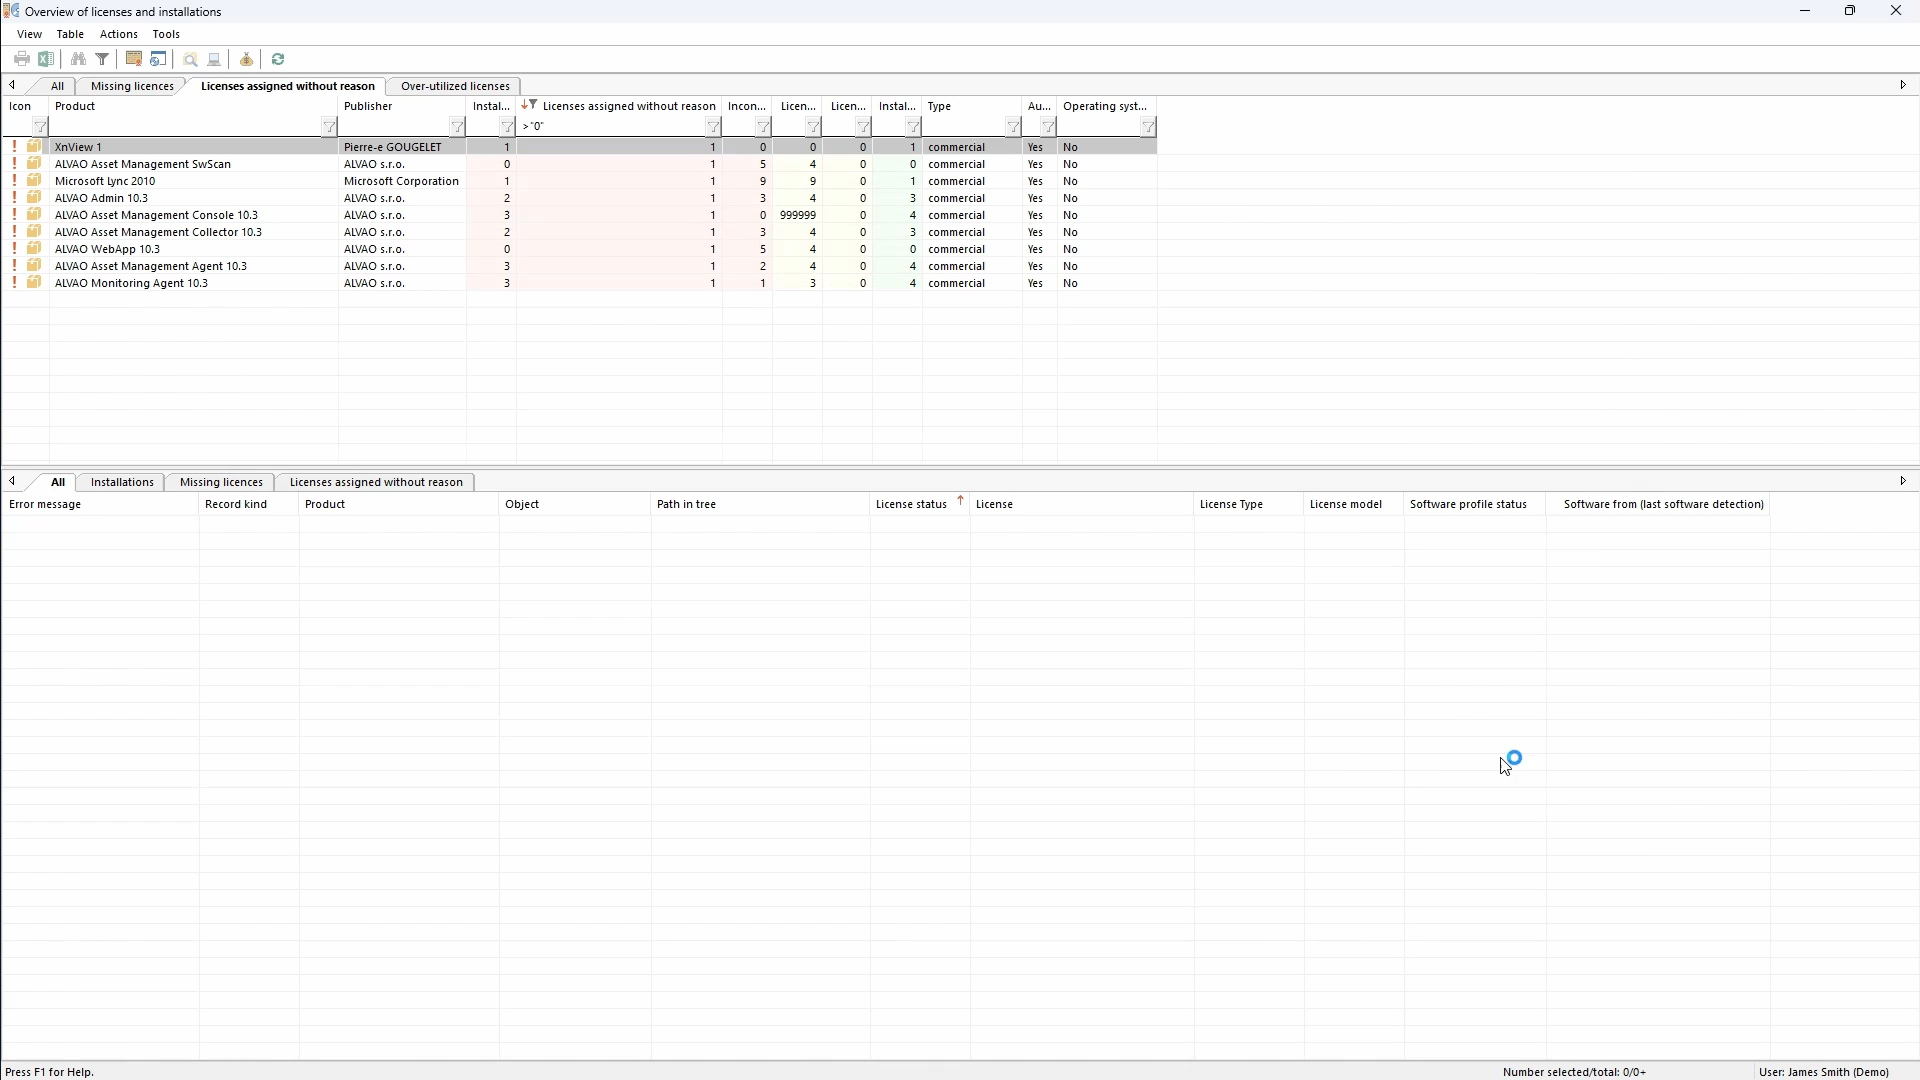 Overview of licenses and installations
View Table Actions Tools
All Missing licences Licenses assigned without reason Over-utilized licenses
Icon Product Publisher Instal... Licenses assigned without reason Incon... Licen... Licen... Instal... Type Au... Operating syst...
>"0"
XnView 1 Pierre-e GOUGELET 1 1 0 0 0 1 commercial Yes No
ALVAO Asset Management SwScan ALVAO s.r.o. 0 1 5 4 0 0 commercial Yes No
Microsoft Lync 2010 Microsoft Corporation 1 1 9 9 0 1 commercial Yes No
ALVAO Admin 10.3 ALVAO s.r.o. 2 1 3 4 0 3 commercial Yes No
ALVAO Asset Management Console 10.3 ALVAO s.r.o. 3 1 0 999999 0 4 commercial Yes No
ALVAO Asset Management Collector 10.3 ALVAO s.r.o. 2 1 3 4 0 3 commercial Yes No
ALVAO WebApp 10.3 ALVAO s.r.o. 0 1 5 4 0 0 commercial Yes No
ALVAO Asset Management Agent 10.3 ALVAO s.r.o. 3 1 2 4 0 4 commercial Yes No
ALVAO Monitoring Agent 10.3 ALVAO s.r.o. 3 1 1 3 0 4 commercial Yes No
All Installations Missing licences Licenses assigned without reason
Error message Record kind Product Object Path in tree License status License License Type License model Software profile status Software from (last software detection)
Press F1 for Help. Number selected/total: 0/0+ User: James Smith (Demo)